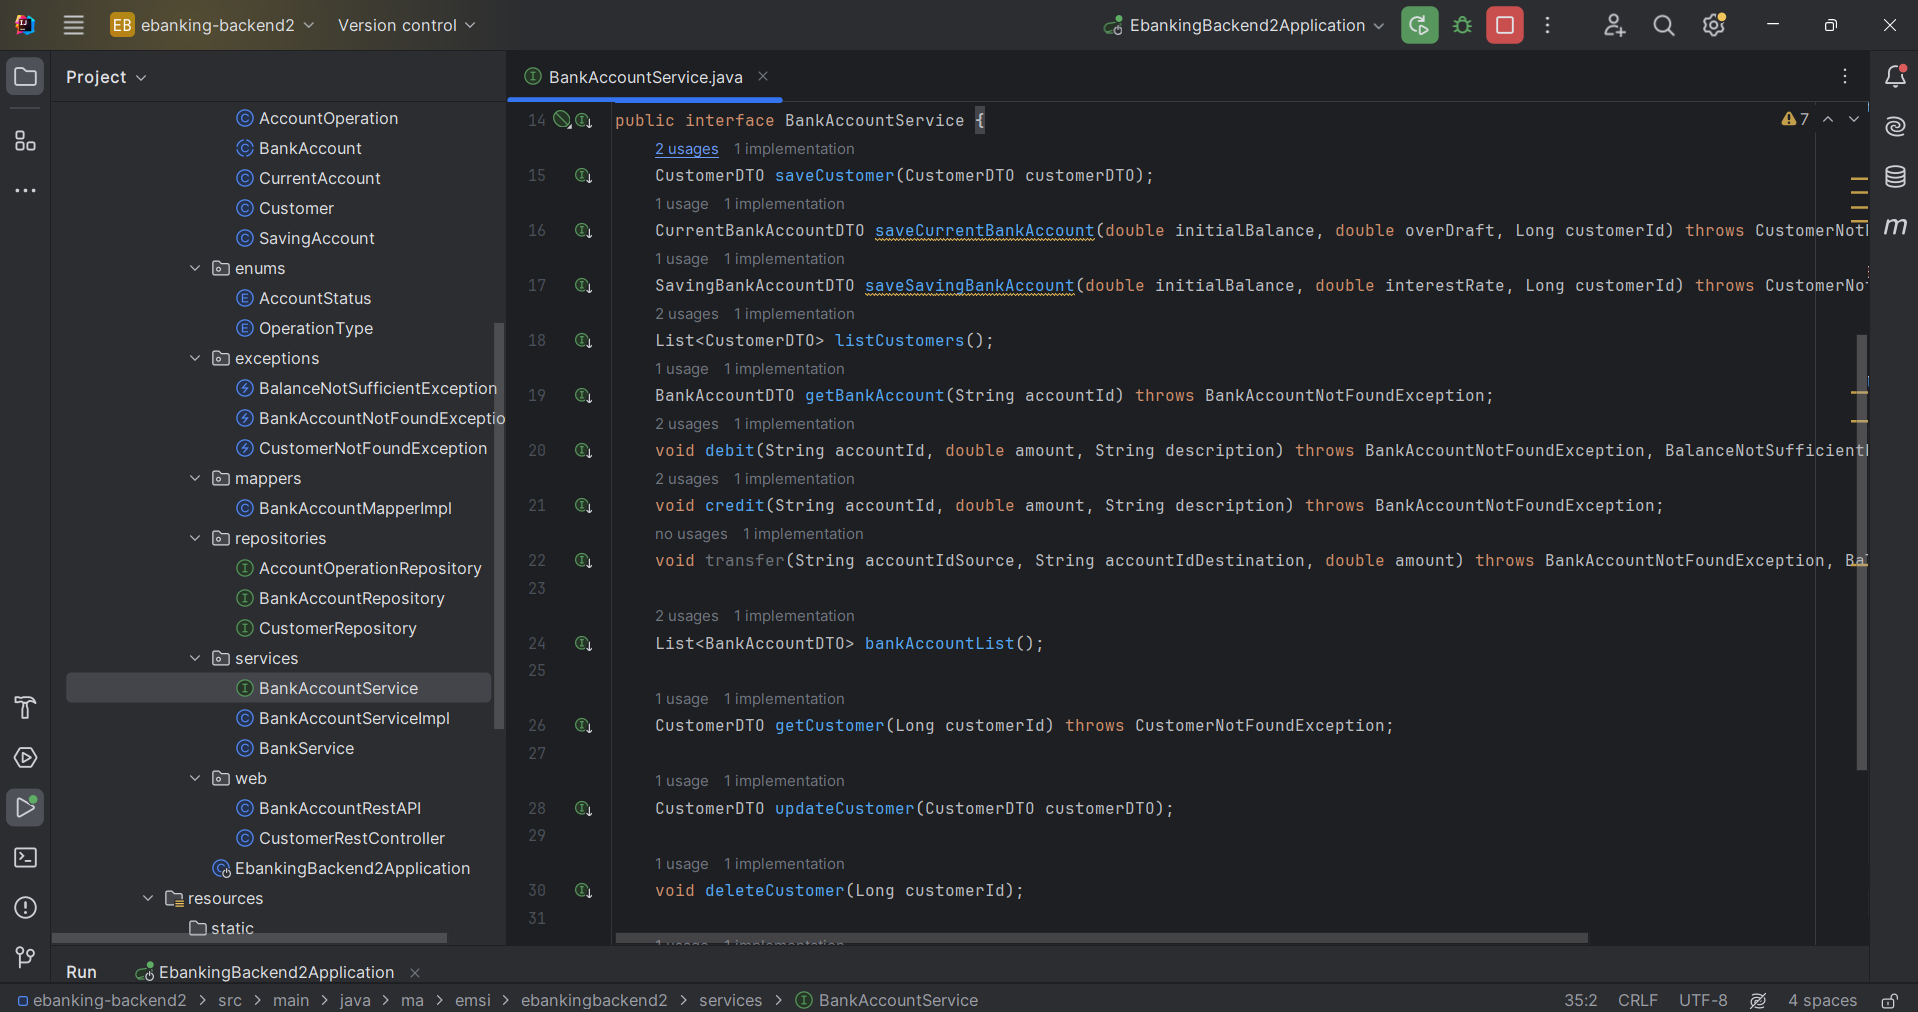 EB ebanking-backend2 Version control EbankingBackend2Application
Project
BankAccountService.java
AccountOperation
BankAccount
CurrentAccount
Customer
SavingAccount
enums
AccountStatus
OperationType
exceptions
BalanceNotSufficientException
BankAccountNotFoundExceptio
CustomerNotFoundException
mappers
BankAccountMapperImpl
repositories
AccountOperationRepository
BankAccountRepository
CustomerRepository
services
BankAccountService
BankAccountServiceImpl
BankService
web
BankAccountRestAPI
CustomerRestController
EbankingBackend2Application
resources
static
7
14 public interface BankAccountService {
2 usages 1 implementation
15 CustomerDTO saveCustomer(CustomerDTO customerDTO);
1 usage 1 implementation
16 CurrentBankAccountDTO saveCurrentBankAccount(double initialBalance, double overDraft, Long customerId) throws CustomerNot
1 usage 1 implementation
17 SavingBankAccountDTO saveSavingBankAccount(double initialBalance, double interestRate, Long customerId) throws CustomerNo
2 usages 1 implementation
18 List<CustomerDTO> listCustomers();
1 usage 1 implementation
19 BankAccountDTO getBankAccount(String accountId) throws BankAccountNotFoundException;
2 usages 1 implementation
20 void debit(String accountId, double amount, String description) throws BankAccountNotFoundException, BalanceNotSufficient
2 usages 1 implementation
21 void credit(String accountId, double amount, String description) throws BankAccountNotFoundException;
no usages 1 implementation
22 void transfer(String accountIdSource, String accountIdDestination, double amount) throws BankAccountNotFoundException, Bal
23
2 usages 1 implementation
24 List<BankAccountDTO> bankAccountList();
25
1 usage 1 implementation
26 CustomerDTO getCustomer(Long customerId) throws CustomerNotFoundException;
27
1 usage 1 implementation
28 CustomerDTO updateCustomer(CustomerDTO customerDTO);
29
1 usage 1 implementation
30 void deleteCustomer(Long customerId);
31
Run EbankingBackend2Application
ebanking-backend2 > src > main > java > ma > emsi > ebankingbackend2 > services > BankAccountService 35:2 CRLF UTF-8 4 spaces